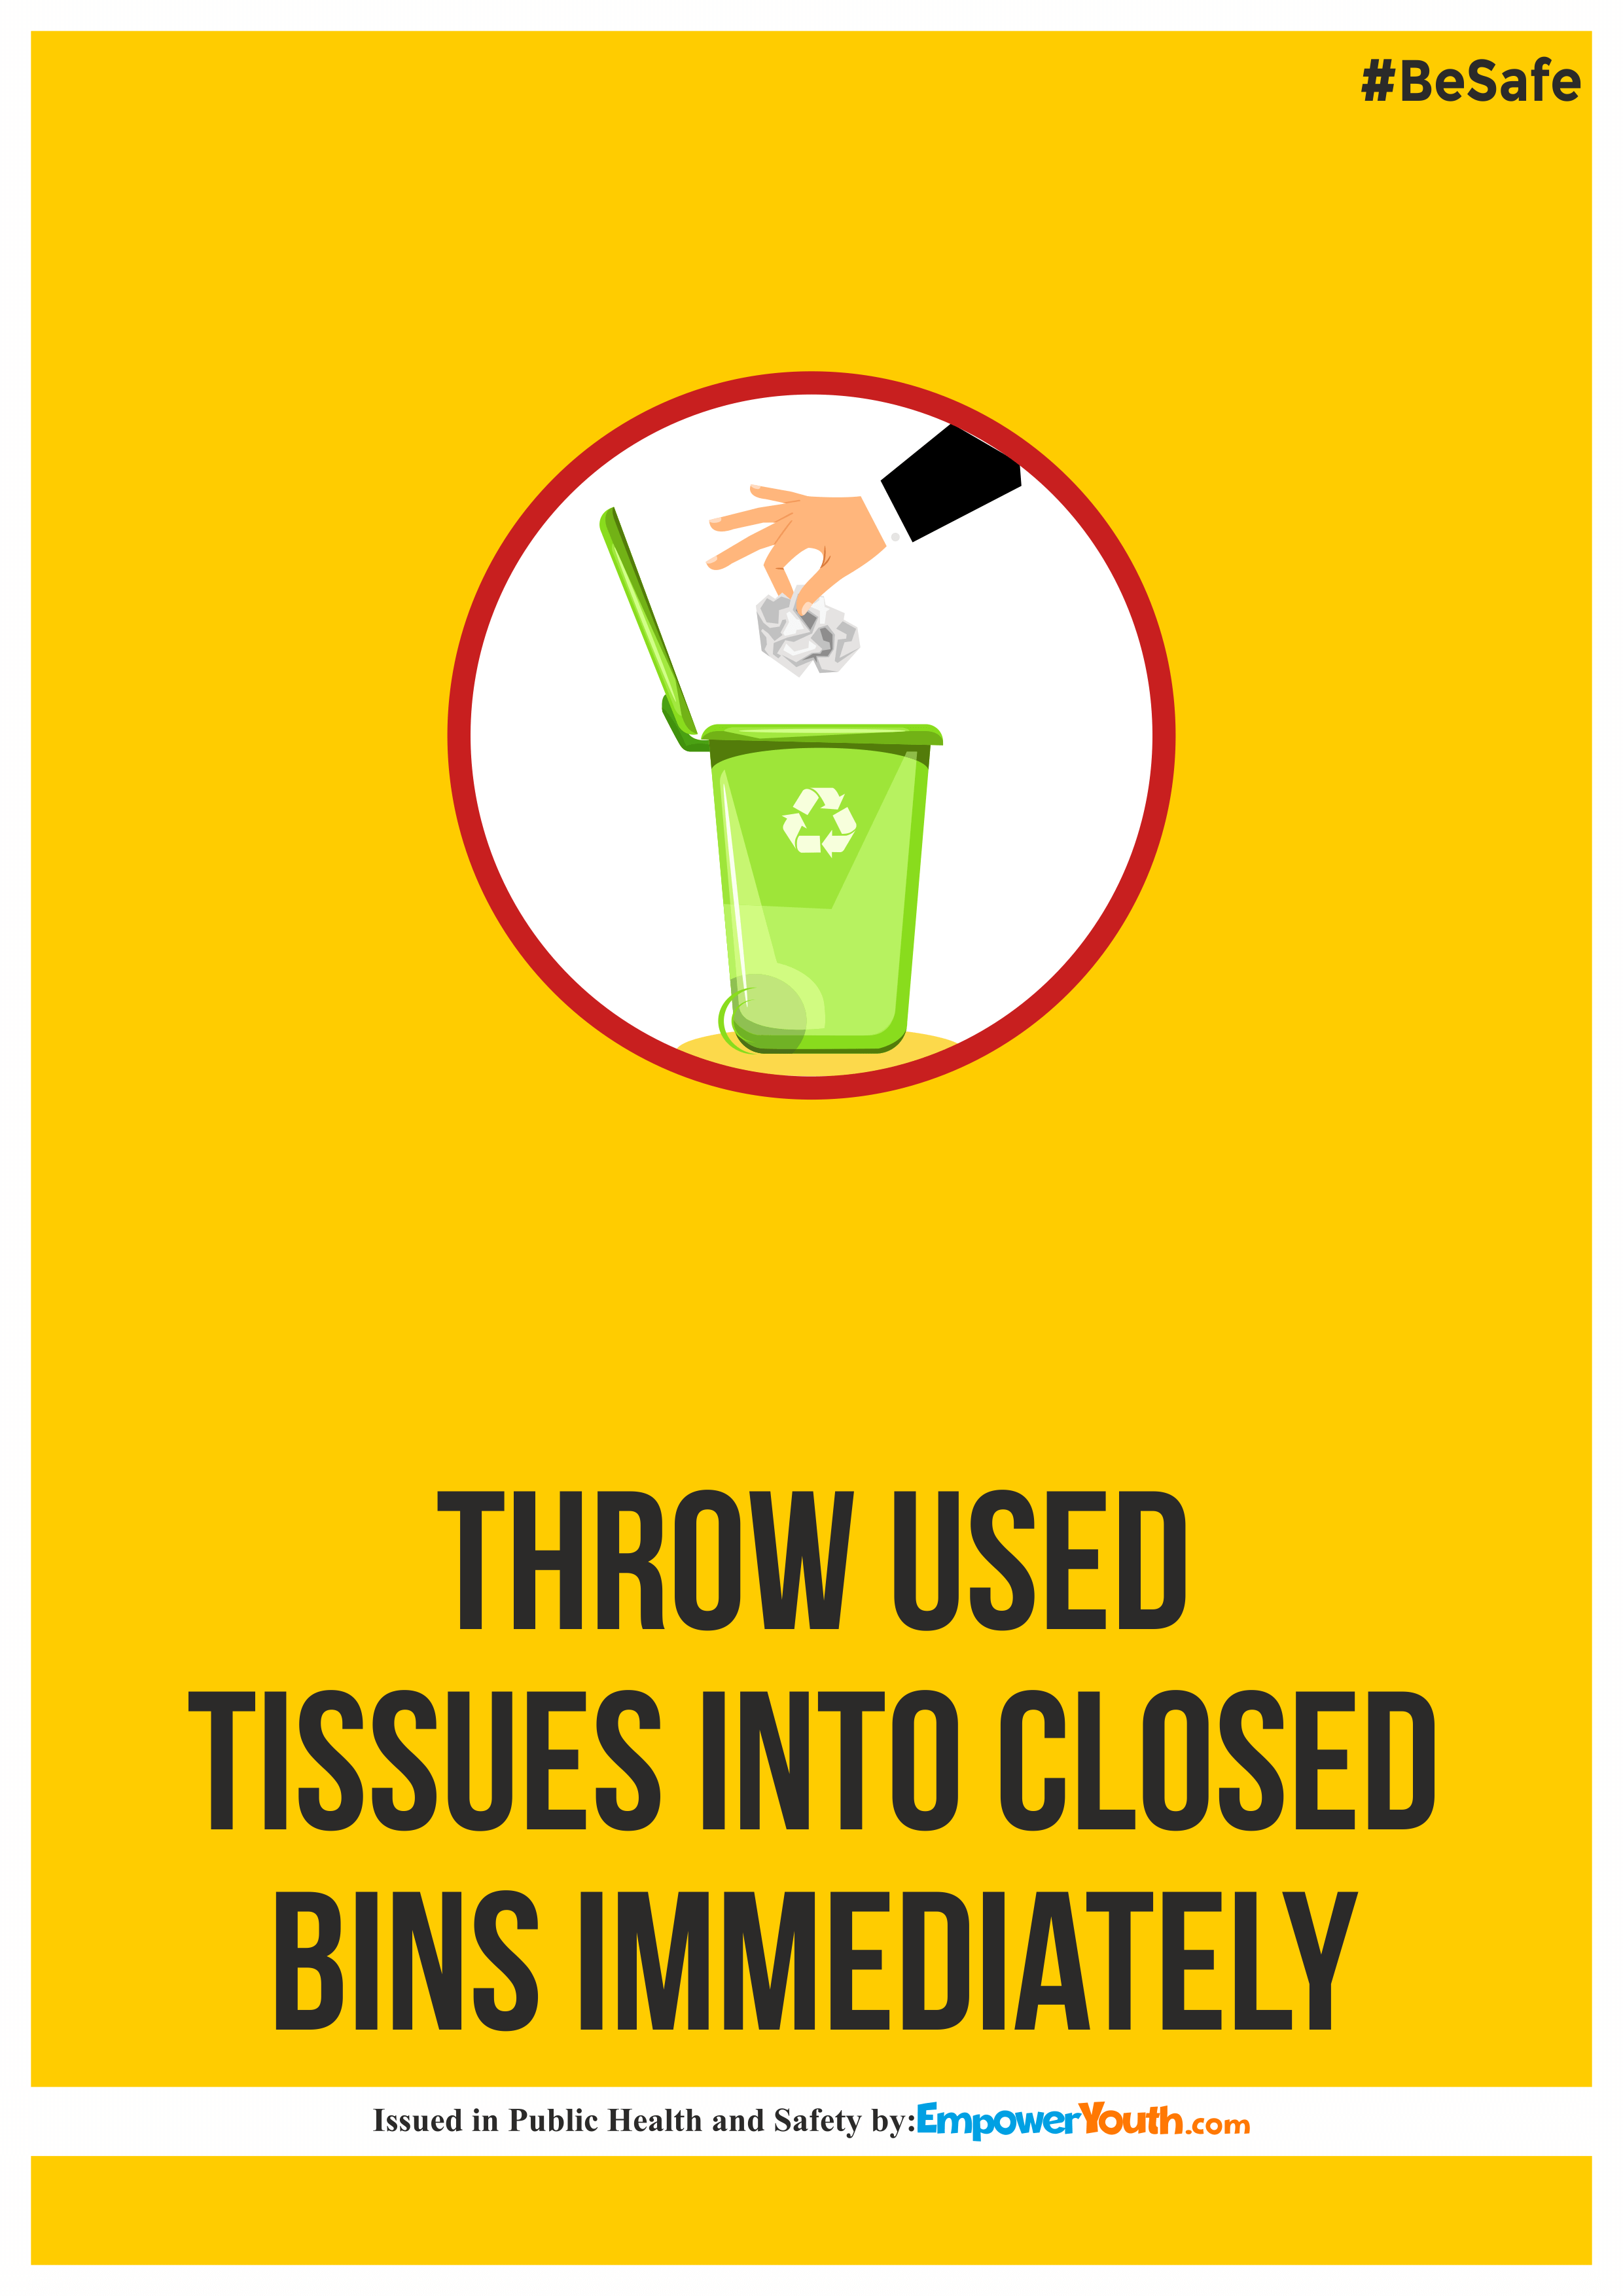 #BeSafe
THROW USED
TISSUES INTO CLOSED
BINS IMMEDIATELY
Issued in Public Health and Safety by:EmpowerYouth.com